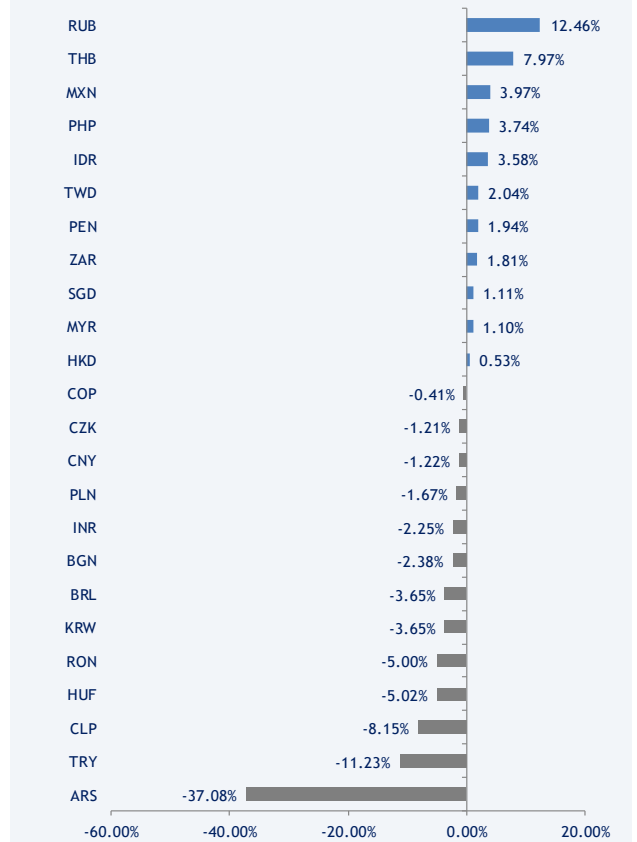 RUB 12.46%
THB 7.97%
MXN 3.97%
PHP 3.74%
IDR 3.58%
TWD 2.04%
PEN 1.94%
ZAR 1.81%
SGD 1.11%
MYR 1.10%
HKD 0.53%
COP -0.41%
CZK -1.21%
CNY -1.22%
PLN -1.67%
INR -2.25%
BGN -2.38%
BRL -3.65%
KRW -3.65%
RON -5.00%
HUF -5.02%
CLP -8.15%
TRY -11.23%
ARS -37.08%
-60.00% -40.00% -20.00% 0.00% 20.00%